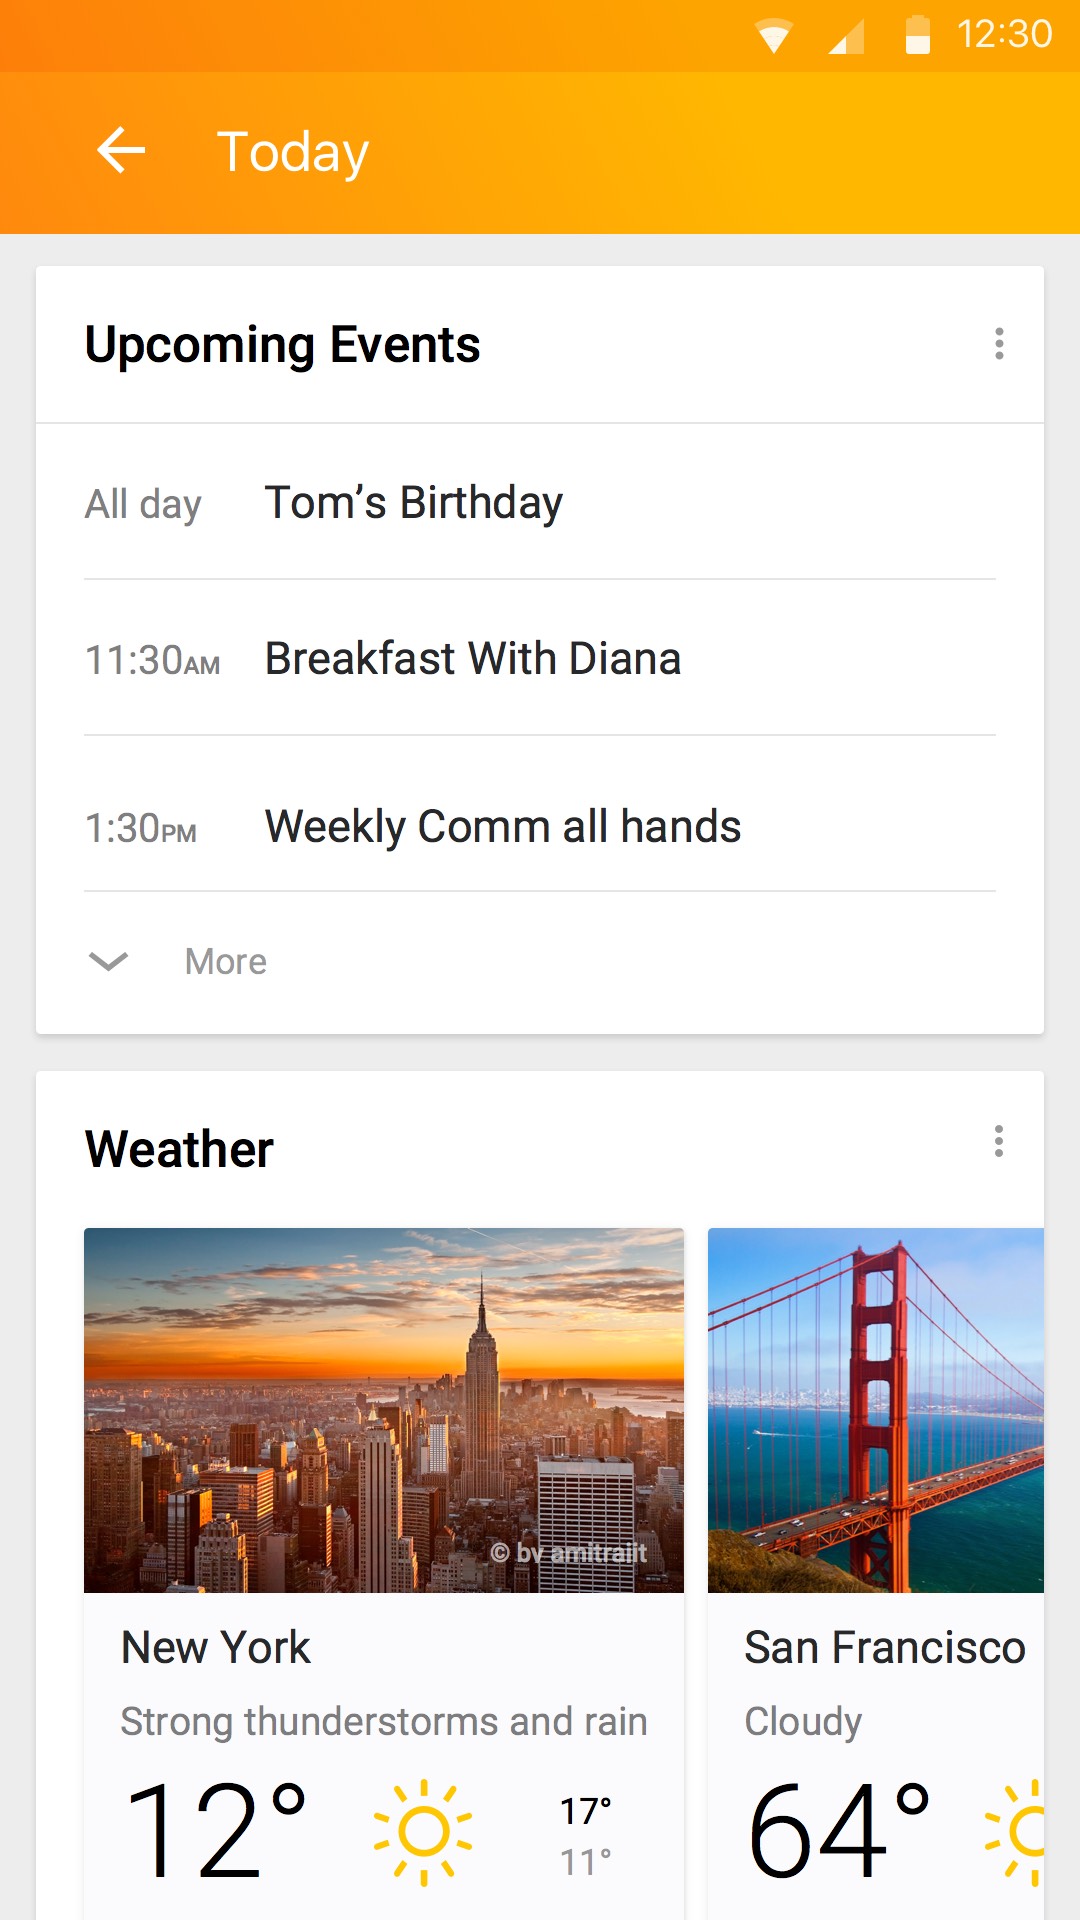 12:30
Today
Upcoming Events
All day Tom’s Birthday
11:30AM Breakfast With Diana
1:30PM Weekly Comm all hands
More
Weather
© by amitrajit
New York
Strong thunderstorms and rain
12° 17°
11°
San Francisco
Cloudy
64°